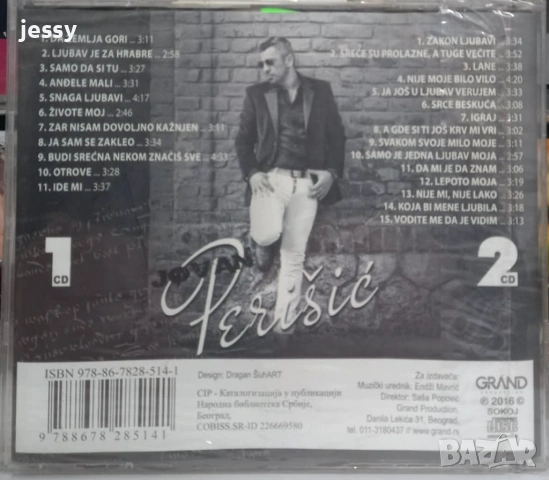 jessy
1. DA ZEMLJA GORI ... 3:11
2. LJUBAV JE ZA HRABRE ... 2:58
3. SAMO DA SI TU ... 3:27
4. ANĐELE MALI ... 3:31
5. SNAGA LJUBAVI ... 4:17
6. ŽIVOTE MOJ ... 2:46
7. ZAR NISAM DOVOLJNO KAŽNJEN ... 3:11
8. JA SAM SE ZAKLEO ... 3:34
9. BUDI SREĆNA NEKOM ZNAČIŠ SVE ... 4:33
10. OTROVE ... 3:28
11. IDE MI ... 3:37
1. ZAKON LJUBAVI ... 3:34
2. SREĆE SU PROLAZNE, A TUGE VEČITE ... 3:52
3. LANE ... 3:38
4. NIJE MOJE BILO VILO ... 3:20
5. JA JOŠ U LJUBAV VERUJEM ... 3:20
6. SRCE BESKUĆA ... 3:08
7. IGRAJ ... 3:31
8. A GDE SI TI JOŠ KRV MI VRI ... 3:06
9. SVAKOM SVOJE MILO MOJE ... 3:11
10. SAMO JE JEDNA LJUBAV MOJA ... 2:57
11. DA MI JE DA ZNAM ... 3:06
12. LEPOTO MOJA ... 3:19
13. NIJE MI, NIJE LAKO ... 3:26
14. KOJA BI MENE LJUBILA ... 3:18
15. VODITE ME DA JE VIDIM ... 3:13
1 CD
JOVAN
Perišić
2 CD
ISBN 978-86-7828-514-1
9 788678 285141
Design: Dragan ŠuhART
CIP - Каталогизација у публикацији
Народна библиотека Србије,
Београд,
COBISS.SR-ID 226669580
Za izdavača:
Muzički urednik: Endži Mavrić
Direktor: Saša Popović
Grand Production,
Danila Lekića 31, Beograd,
tel. 011-3180437 // www.grand.rs
GRAND
℗ 2016 ©
SOKOJ
Bazar.bg